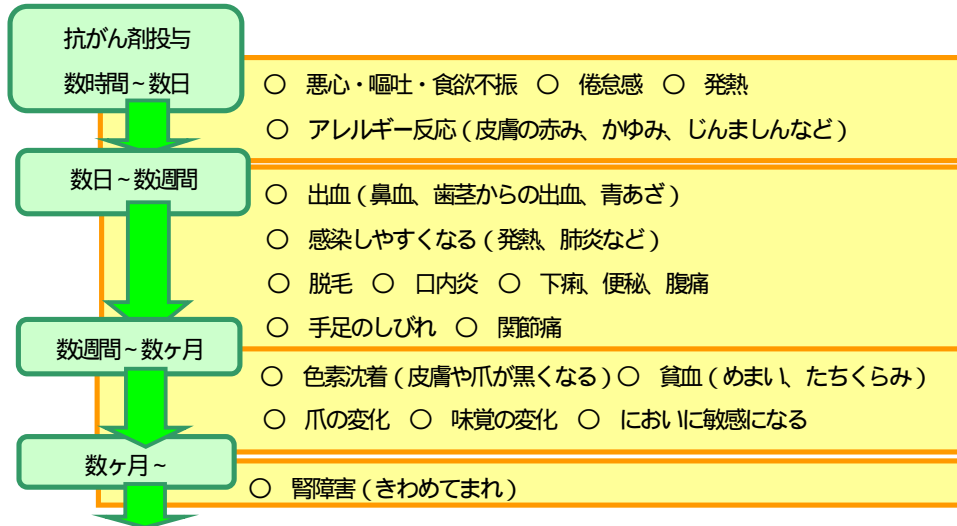 抗がん剤投与
数時間~数日
○ 悪心・嘔吐・食欲不振 ○ 倦怠感 ○ 発熱
○ アレルギー反応(皮膚の赤み、かゆみ、じんましんなど)
数日~数週間
○ 出血(鼻血、歯茎からの出血、青あざ)
○ 感染しやすくなる(発熱、肺炎など)
○ 脱毛 ○ 口内炎 ○ 下痢、便秘、腹痛
○ 手足のしびれ ○ 関節痛
数週間~数ヶ月
○ 色素沈着(皮膚や爪が黒くなる)○ 貧血(めまい、たちくらみ)
○ 爪の変化 ○ 味覚の変化 ○ においに敏感になる
数ヶ月~
○ 腎障害(きわめてまれ)